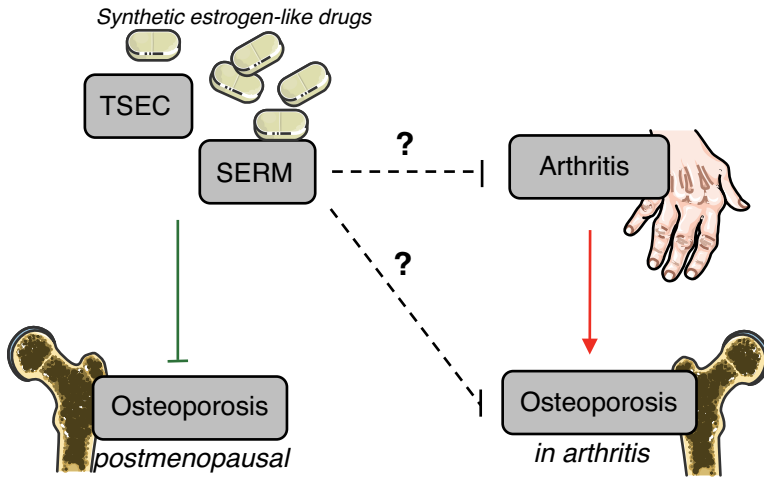 Synthetic estrogen-like drugs
TSEC
SERM
?
Arthritis
?
Osteoporosis
postmenopausal
Osteoporosis
in arthritis